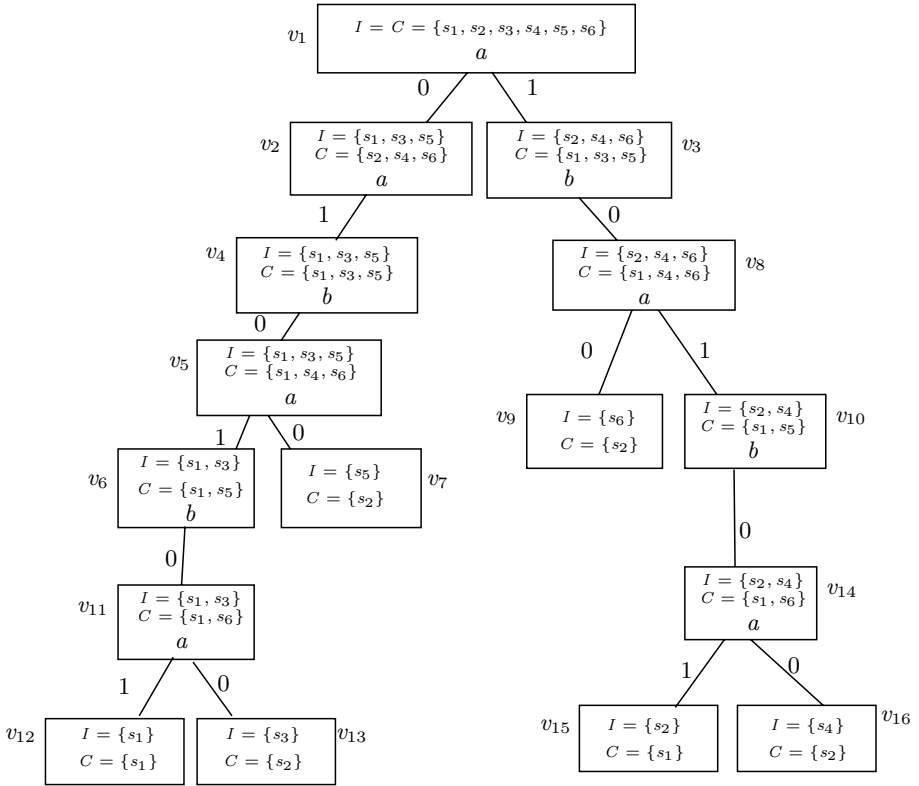 v₁ I = C = {s₁, s₂, s₃, s₄, s₅, s₆}
a
0 1
v₂ I = {s₁, s₃, s₅}
C = {s₂, s₄, s₆}
a
I = {s₂, s₄, s₆} v₃
C = {s₁, s₃, s₅}
b
1 0
v₄ I = {s₁, s₃, s₅}
C = {s₁, s₃, s₅}
b
I = {s₂, s₄, s₆} v₈
C = {s₁, s₄, s₆}
a
0
v₅ I = {s₁, s₃, s₅}
C = {s₁, s₄, s₆}
a
0 1
1 0
v₉ I = {s₆}
C = {s₂}
I = {s₂, s₄} v₁₀
C = {s₁, s₅}
b
v₆ I = {s₁, s₃}
C = {s₁, s₅}
b
I = {s₅} v₇
C = {s₂}
0 0
v₁₁ I = {s₁, s₃}
C = {s₁, s₆}
a
I = {s₂, s₄} v₁₄
C = {s₁, s₆}
a
1 0 1 0
v₁₂ I = {s₁}
C = {s₁}
I = {s₃} v₁₃
C = {s₂}
v₁₅ I = {s₂}
C = {s₁}
I = {s₄} v₁₆
C = {s₂}